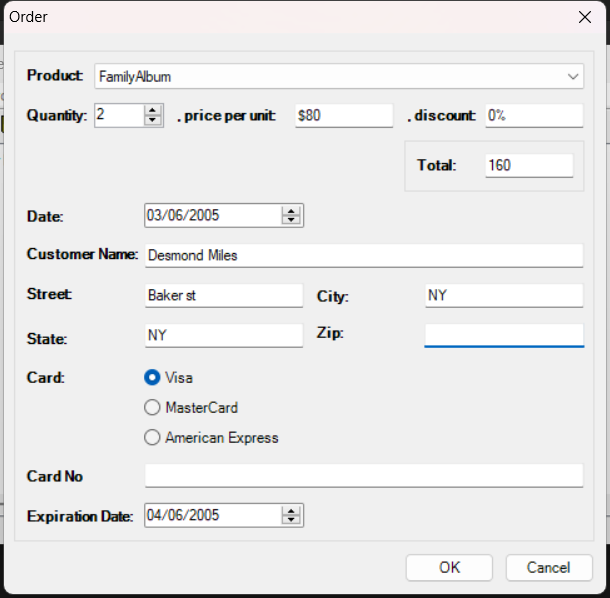 Order
Product: FamilyAlbum
Quantity: 2 , price per unit: $80 , discount: 0%
Total: 160
Date: 03/06/2005
Customer Name: Desmond Miles
Street: Baker st City: NY
State: NY Zip:
Card: Visa
MasterCard
American Express
Card No
Expiration Date: 04/06/2005
OK Cancel